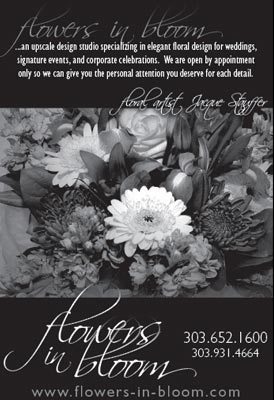 flowers in bloom
...an upscale design studio specializing in elegant floral design for weddings,
signature events, and corporate celebrations. We are open by appointment
only so we can give you the personal attention you deserve for each detail.
floral artist Jacque Stauffer
flowers
in bloom
303.652.1600
303.931.4664
www.flowers-in-bloom.com